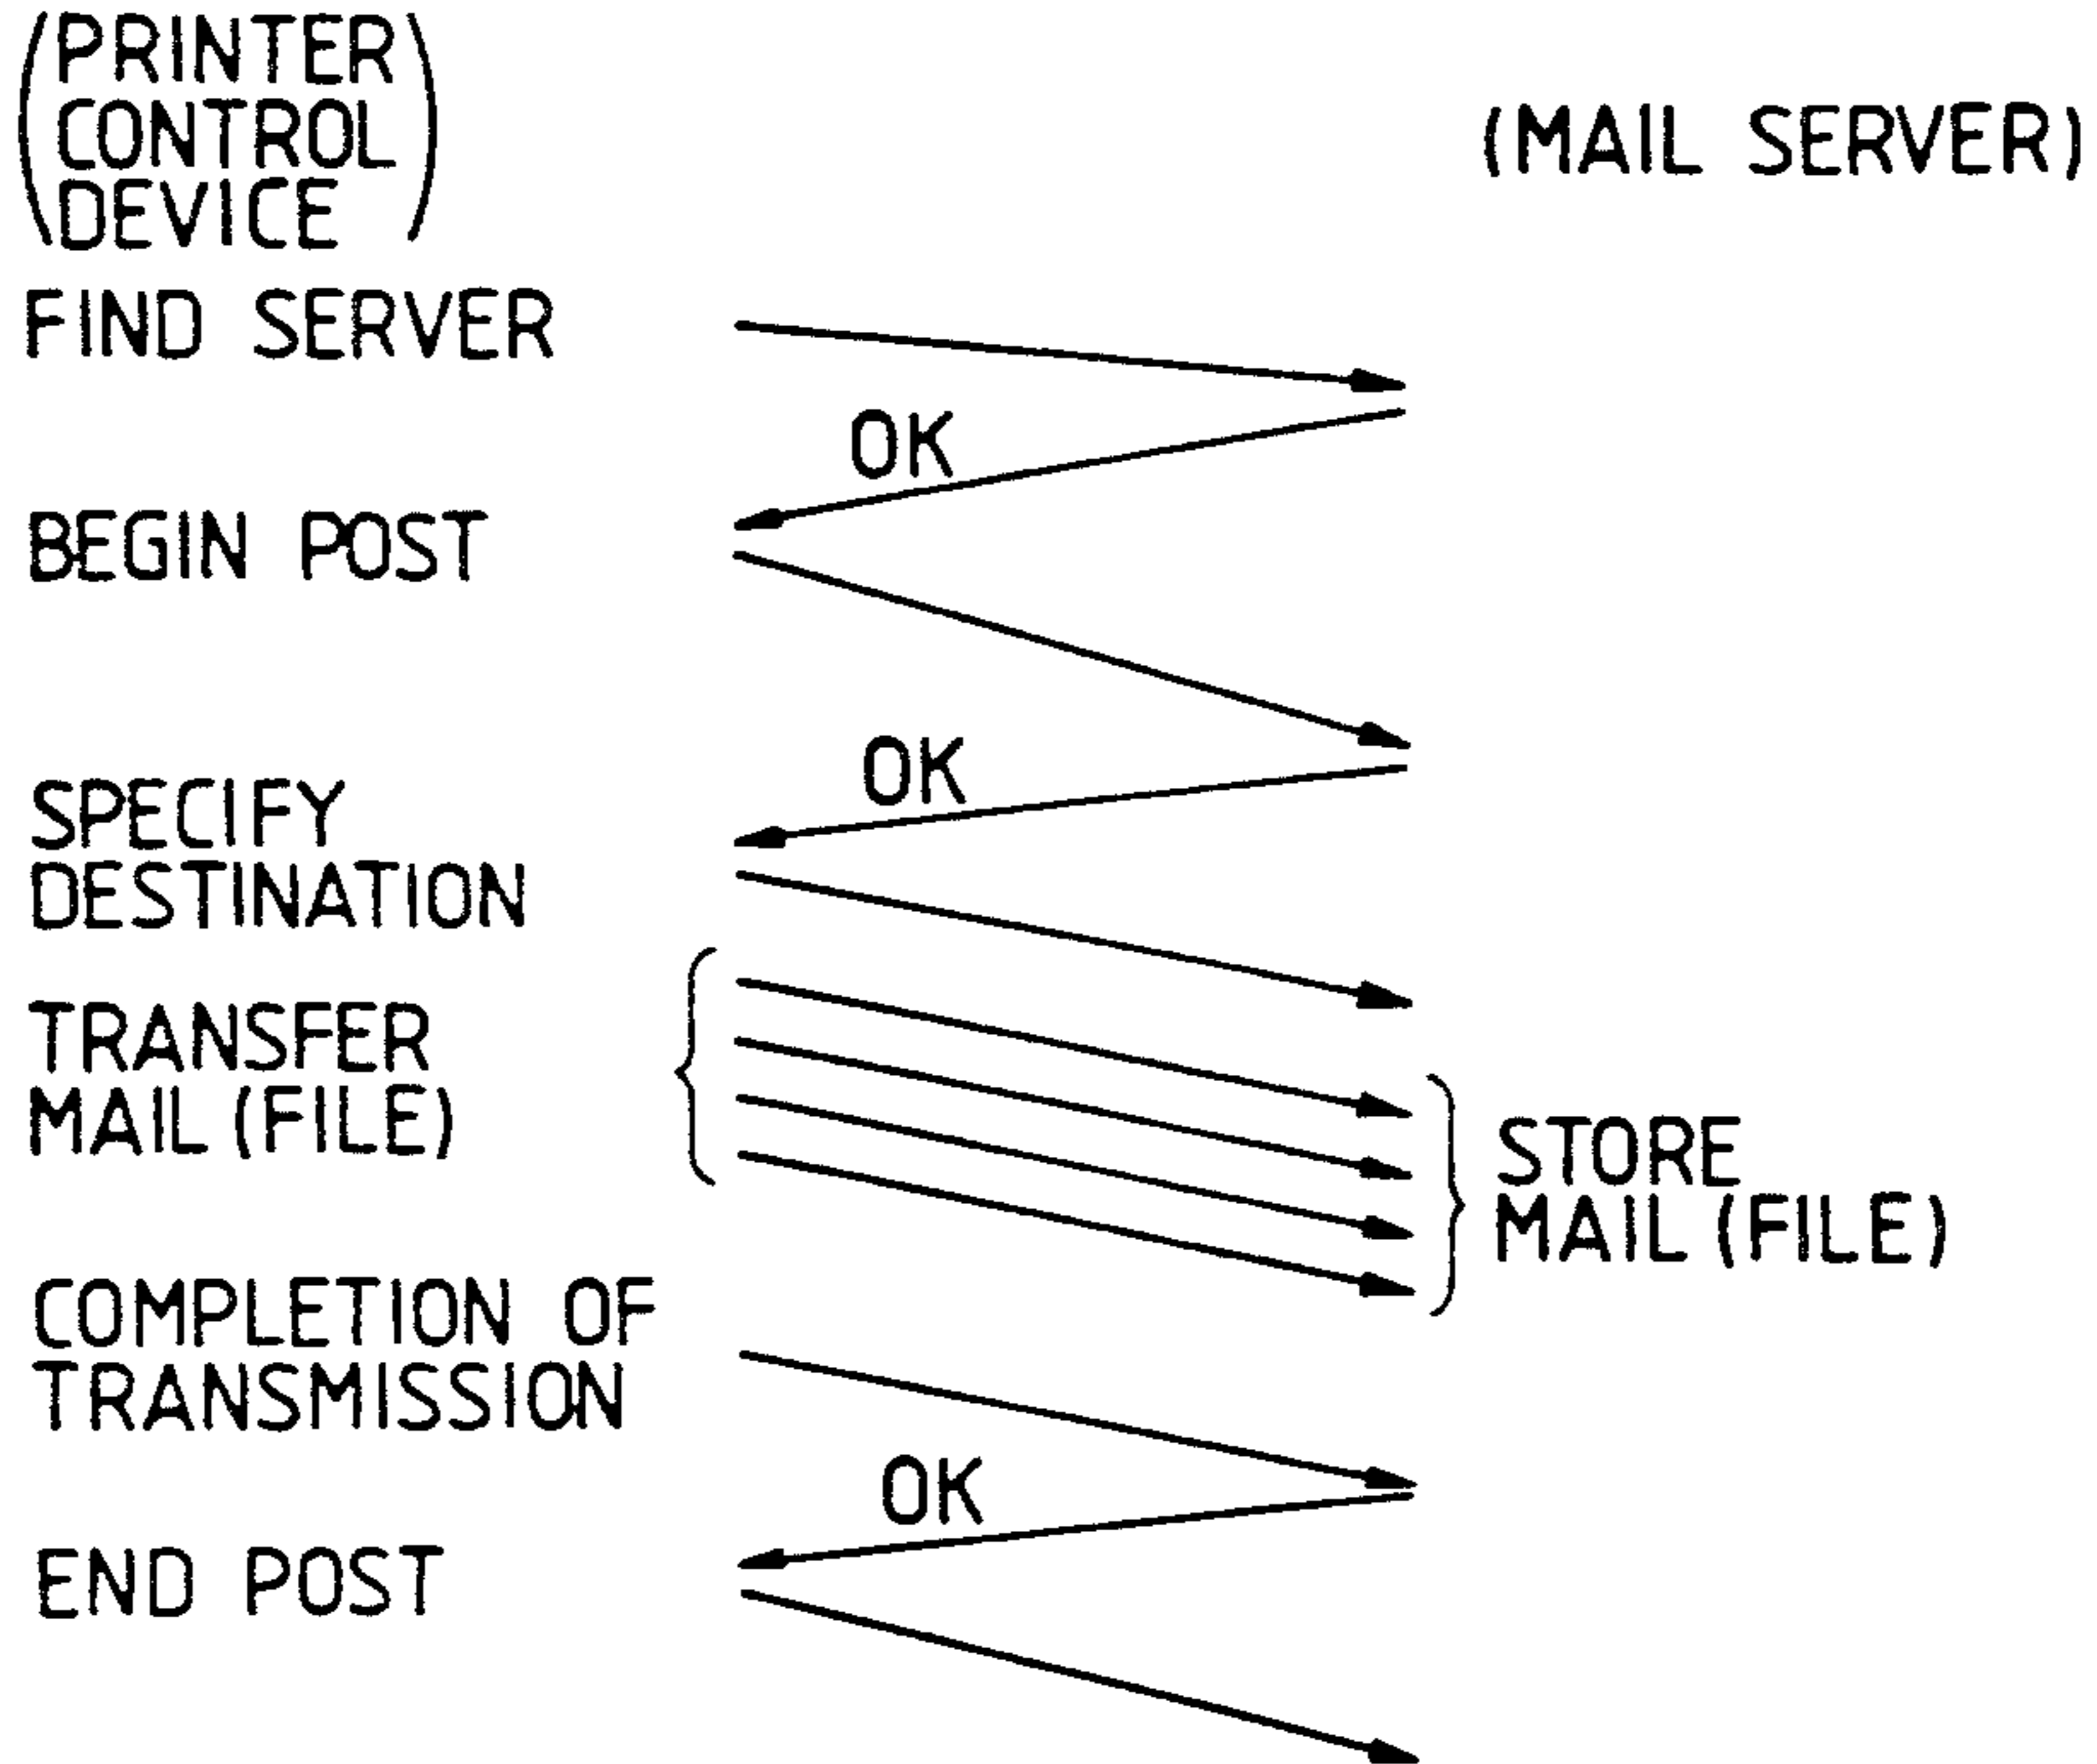 (PRINTER
CONTROL
DEVICE)
(MAIL SERVER)
FIND SERVER
OK
BEGIN POST
OK
SPECIFY
DESTINATION
TRANSFER
MAIL (FILE)
STORE
MAIL (FILE)
COMPLETION OF
TRANSMISSION
OK
END POST